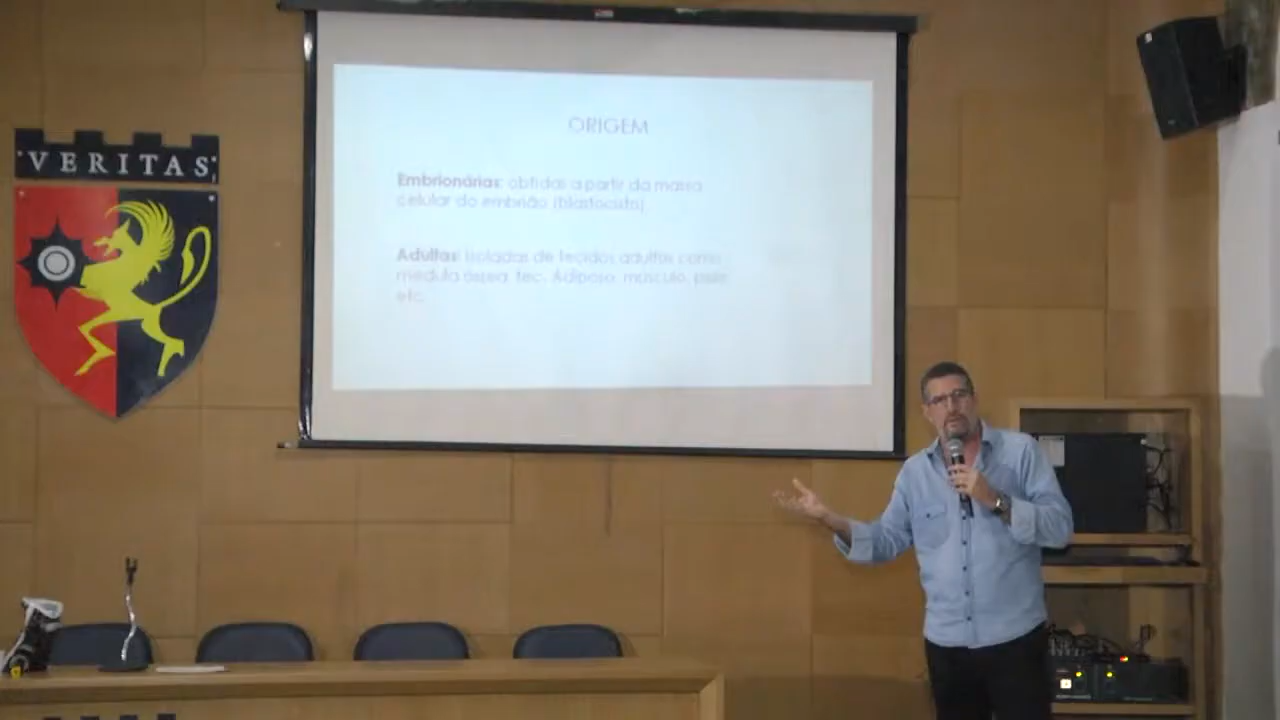 VERITAS
ORIGEM
Embrionárias: obtidas a partir da massa
celular do embrião (blastocisto)
Adultas: isoladas de tecidos adultos como
medula óssea, tec. Adiposo, músculo, pele
etc.